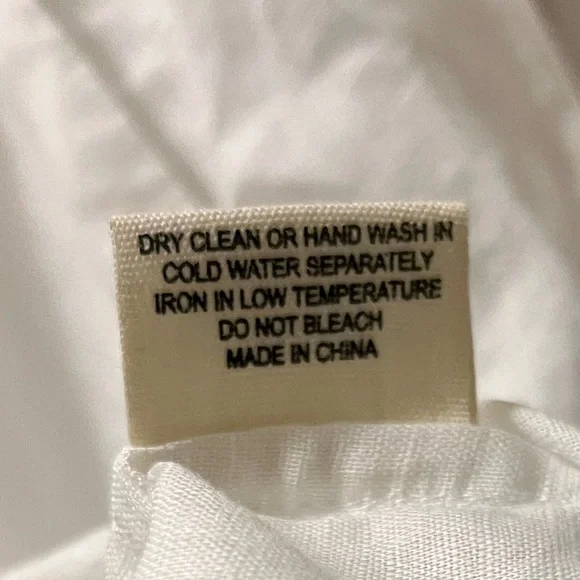 DRY CLEAN OR HAND WASH IN
COLD WATER SEPARATELY
IRON IN LOW TEMPERATURE
DO NOT BLEACH
MADE IN CHINA